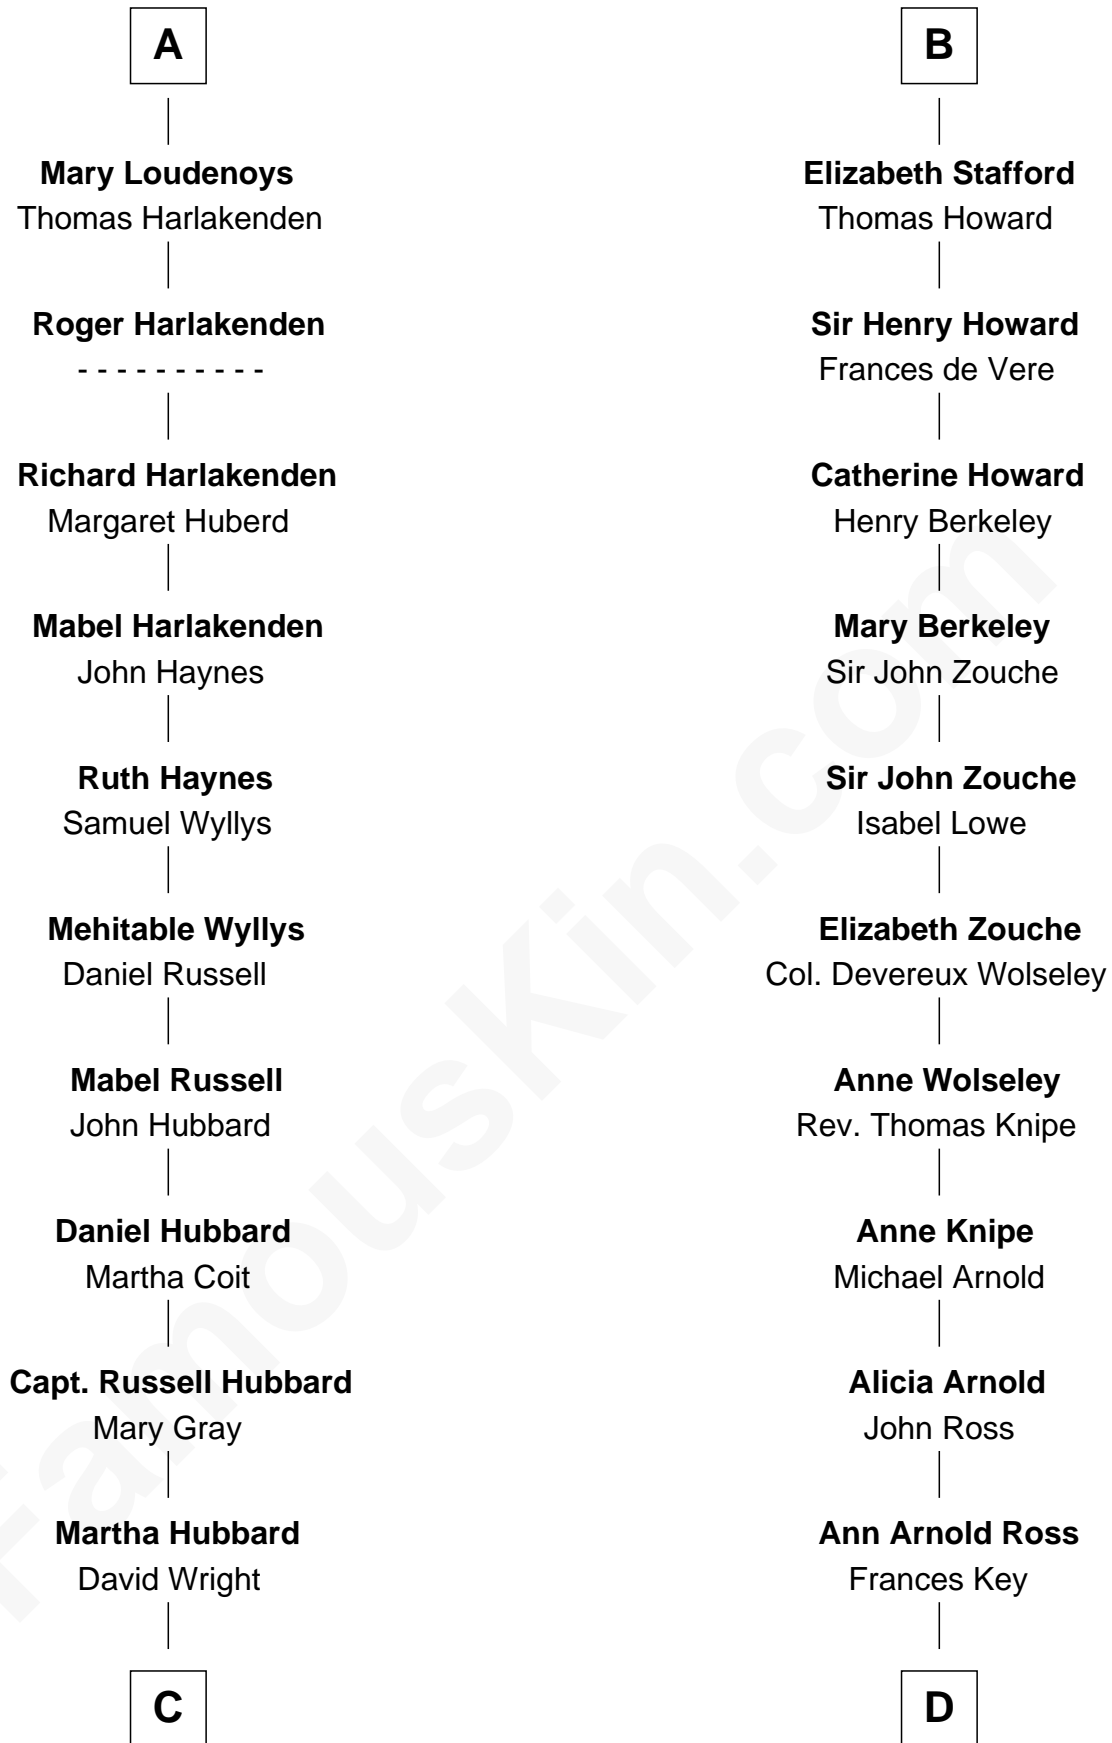 A
Mary Loudenoys
Thomas Harlakenden
Roger Harlakenden
- - - - - - - - - -
Richard Harlakenden
Margaret Huberd
Mabel Harlakenden
John Haynes
Ruth Haynes
Samuel Wyllys
Mehitable Wyllys
Daniel Russell
Mabel Russell
John Hubbard
Daniel Hubbard
Martha Coit
Capt. Russell Hubbard
Mary Gray
Martha Hubbard
David Wright
C
B
Elizabeth Stafford
Thomas Howard
Sir Henry Howard
Frances de Vere
Catherine Howard
Henry Berkeley
Mary Berkeley
Sir John Zouche
Sir John Zouche
Isabel Lowe
Elizabeth Zouche
Col. Devereux Wolseley
Anne Wolseley
Rev. Thomas Knipe
Anne Knipe
Michael Arnold
Alicia Arnold
John Ross
Ann Arnold Ross
Frances Key
D
FamousKin.com